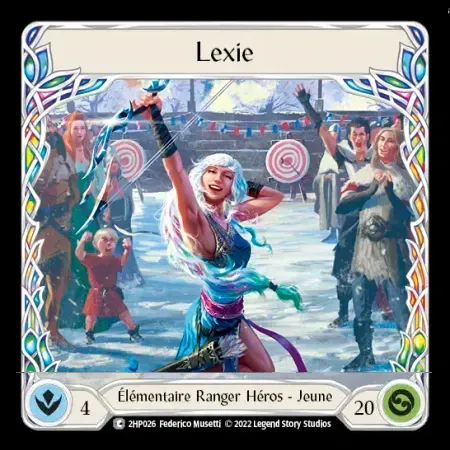 Lexie
4 Élémentaire Ranger Héros - Jeune 20
C 2HP026 Federico Musetti © 2022 Legend Story Studios